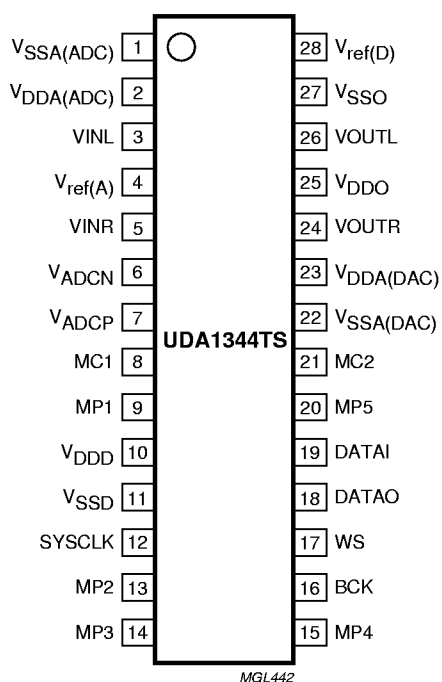 VSSA(ADC) 1 28 Vref(D)
VDDA(ADC) 2 27 VSSO
VINL 3 26 VOUTL
Vref(A) 4 25 VDDO
VINR 5 24 VOUTR
VADCN 6 23 VDDA(DAC)
VADCP 7 22 VSSA(DAC)
UDA1344TS
MC1 8 21 MC2
MP1 9 20 MP5
VDDD 10 19 DATAI
VSSD 11 18 DATAO
SYSCLK 12 17 WS
MP2 13 16 BCK
MP3 14 15 MP4
MGL442